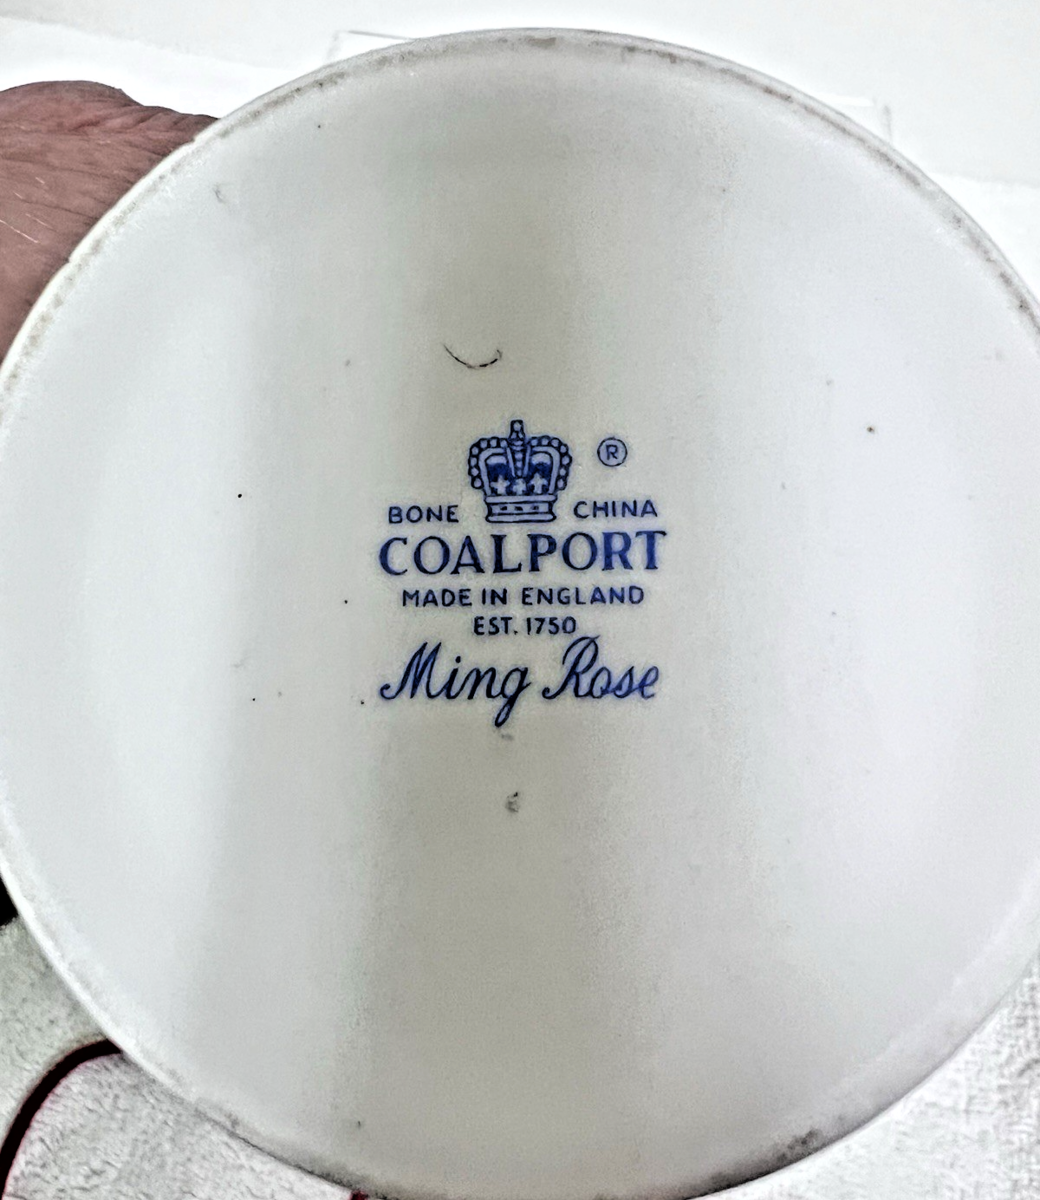 ®
BONE CHINA
COALPORT
MADE IN ENGLAND
EST. 1750
Ming Rose